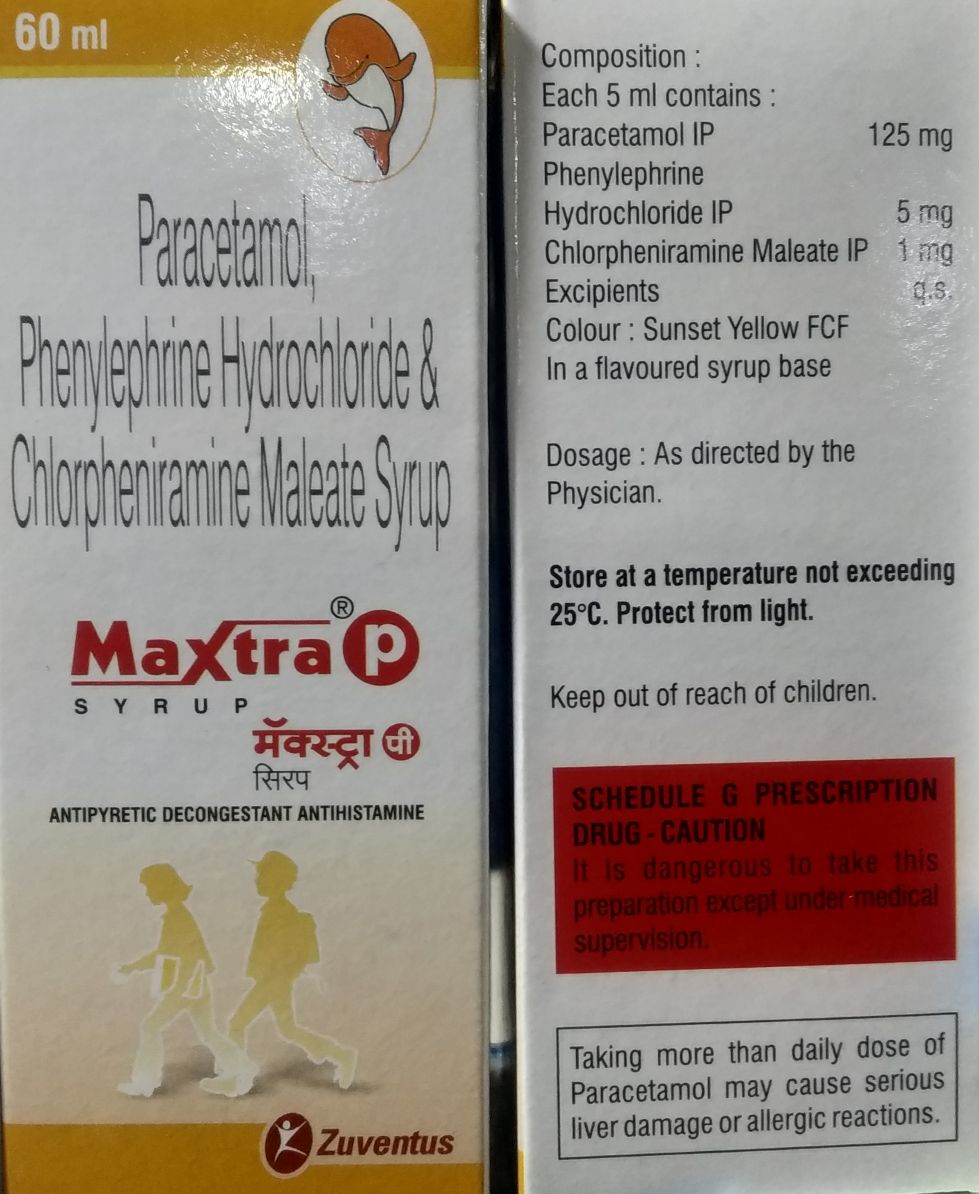 60 ml
Paracetamol,
Phenylephrine Hydrochloride &
Chlorpheniramine Maleate Syrup
Maxtra® P
SYRUP
मॅक्स्ट्रा पी
सिरप
ANTIPYRETIC DECONGESTANT ANTIHISTAMINE
Zuventus
Composition :
Each 5 ml contains :
Paracetamol IP 125 mg
Phenylephrine
Hydrochloride IP 5 mg
Chlorpheniramine Maleate IP 1 mg
Excipients q.s.
Colour : Sunset Yellow FCF
In a flavoured syrup base
Dosage : As directed by the
Physician.
Store at a temperature not exceeding
25°C. Protect from light.
Keep out of reach of children.
SCHEDULE G PRESCRIPTION
DRUG - CAUTION
It is dangerous to take this
preparation except under medical
supervision.
Taking more than daily dose of
Paracetamol may cause serious
liver damage or allergic reactions.